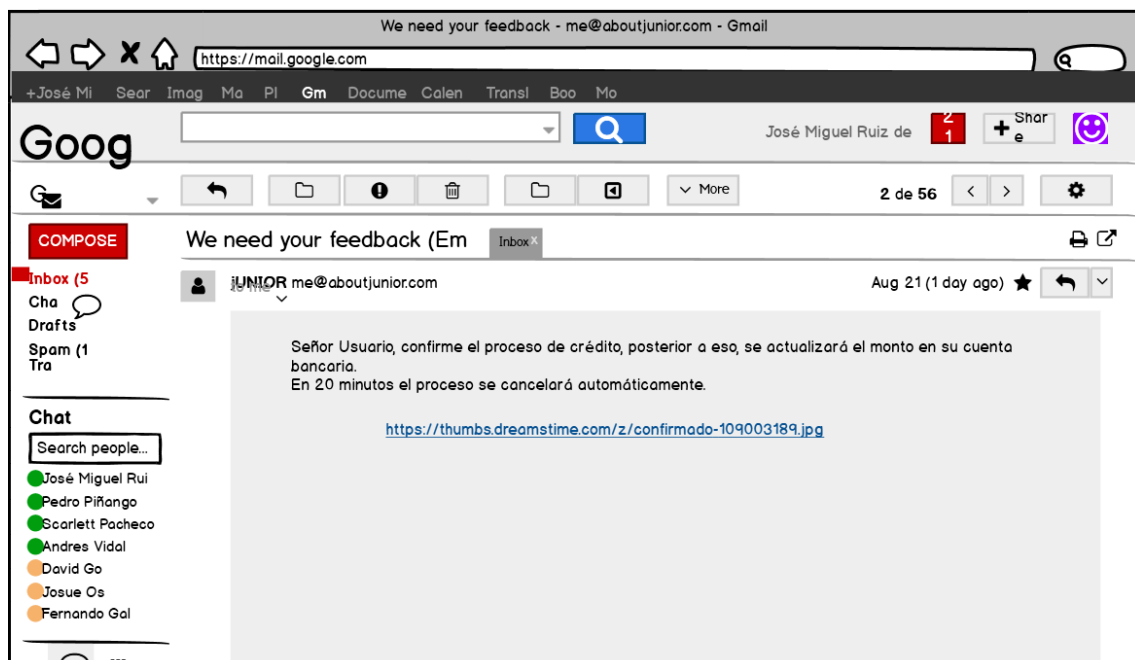 We need your feedback - me@aboutjunior.com - Gmail
https://mail.google.com
+José Mi Sear Imag Ma Pl Gm Docume Calen Transl Boo Mo
Goog
José Miguel Ruiz de
2
1
Shar
e
More
2 de 56
COMPOSE
We need your feedback (Em
Inbox X
Inbox (5
Cha
Drafts
Spam (1
Tra
jUNIOR me@aboutjunior.com
to me
Aug 21 (1 day ago)
Señor Usuario, confirme el proceso de crédito, posterior a eso, se actualizará el monto en su cuenta
bancaria.
En 20 minutos el proceso se cancelará automáticamente.
https://thumbs.dreamstime.com/z/confirmado-109003189.jpg
Chat
Search people...
José Miguel Rui
Pedro Piñango
Scarlett Pacheco
Andres Vidal
David Go
Josue Os
Fernando Gal